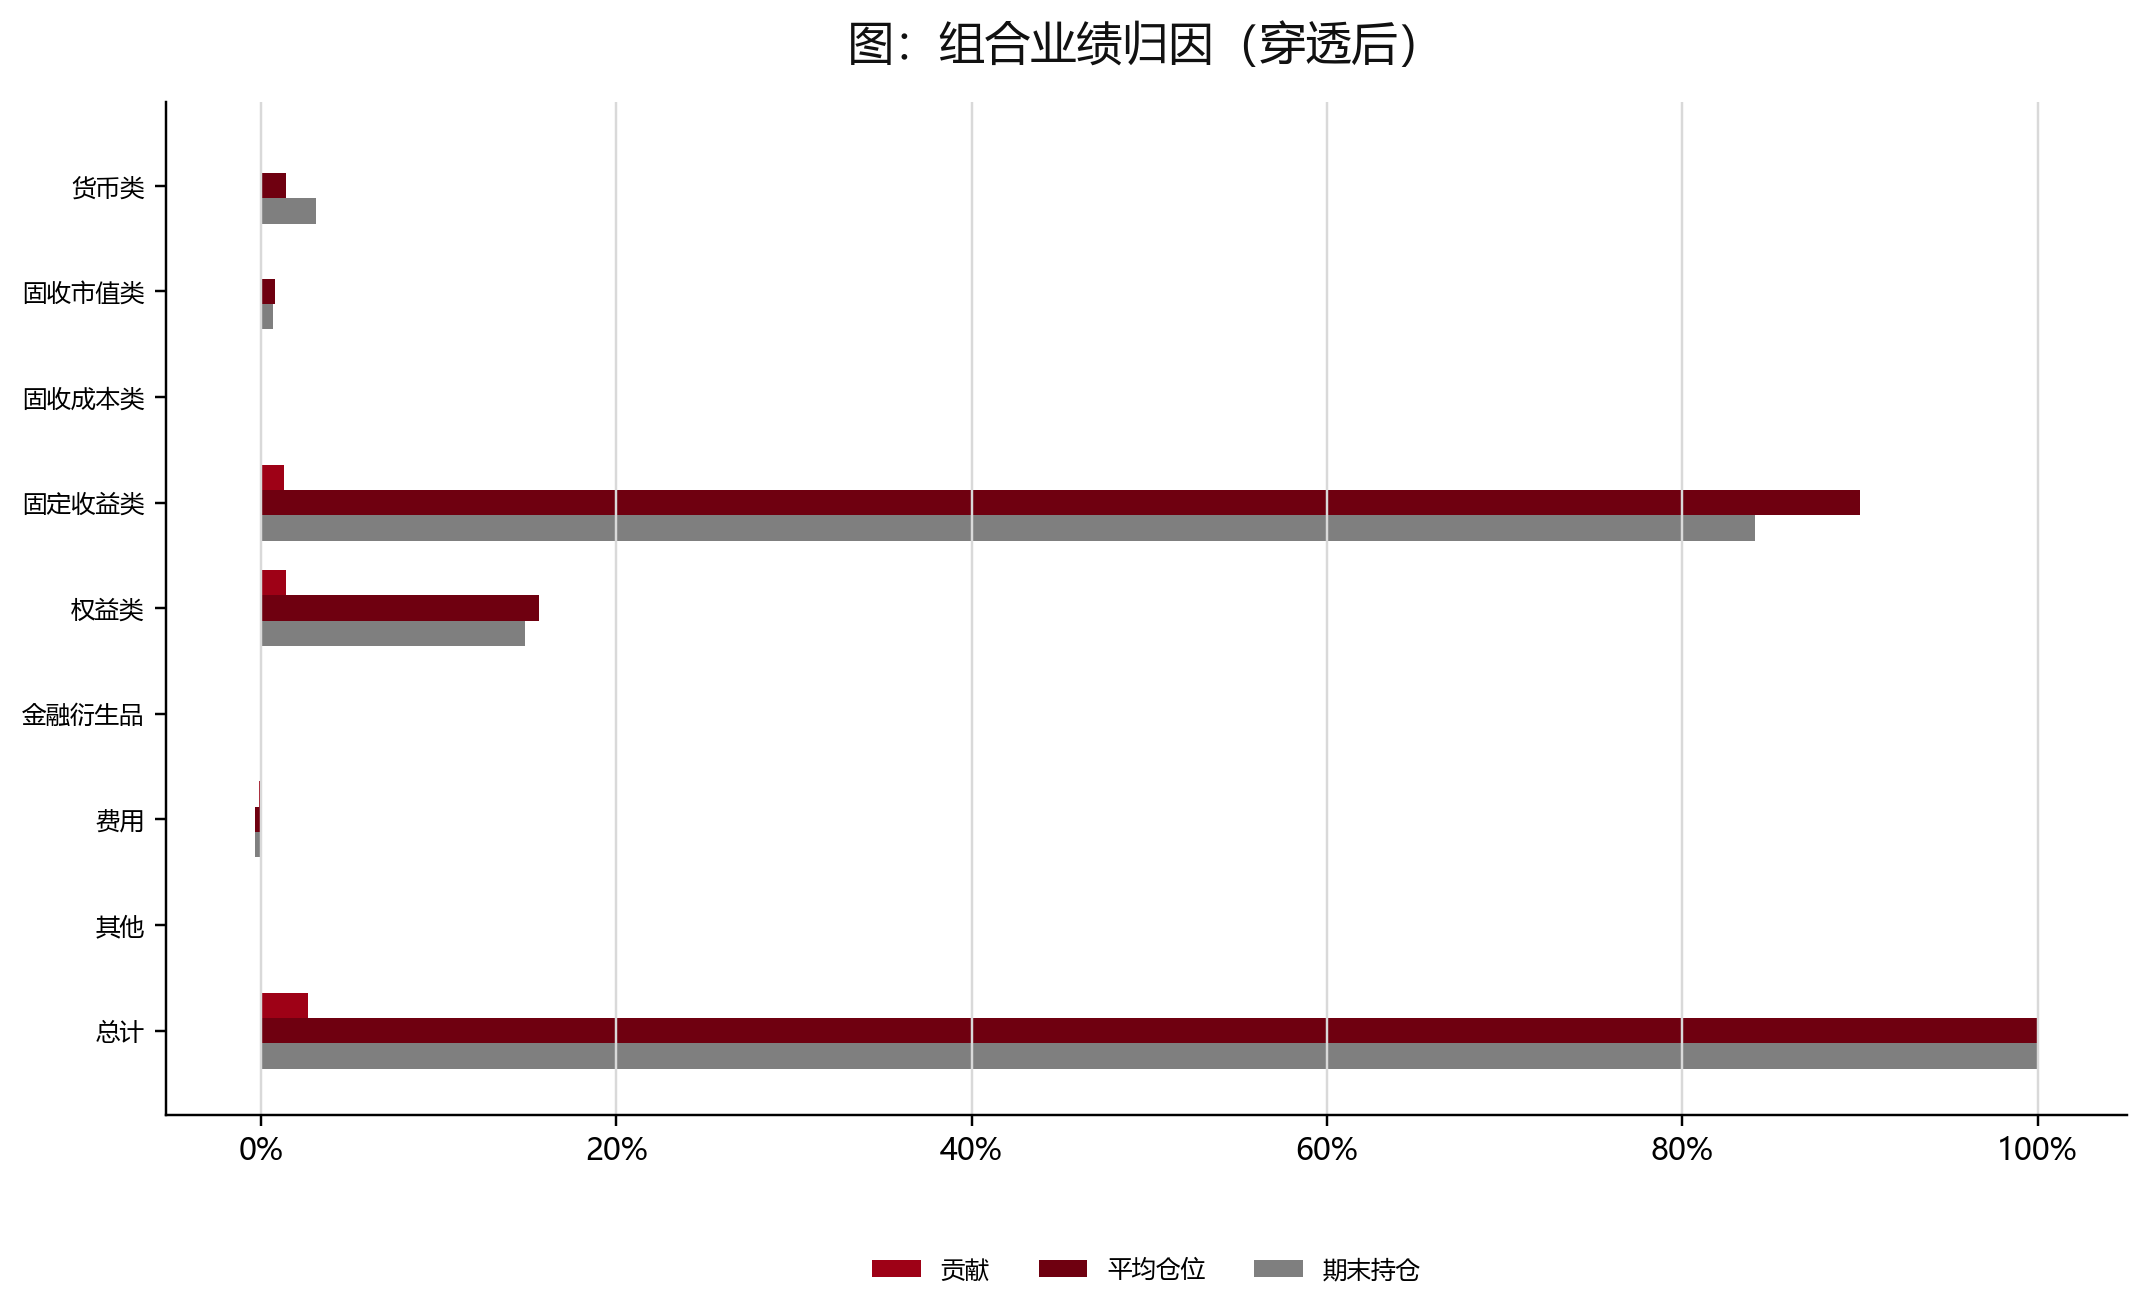 图：组合业绩归因（穿透后）
货币类
固收市值类
固收成本类
固定收益类
权益类
金融衍生品
费用
其他
总计
0% 20% 40% 60% 80% 100%
贡献 平均仓位 期末持仓